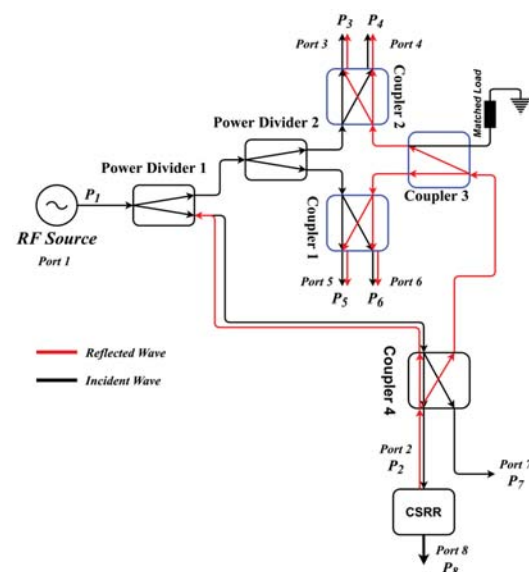 P3 P4
Port 3 Port 4
Coupler 2
Matched Load
Power Divider 2
Power Divider 1
P1
RF Source
Port 1
Coupler 3
Coupler 1
Port 5 Port 6
P5 P6
Reflected Wave
Incident Wave
Coupler 4
Port 2
P2
Port 7
P7
CSRR
Port 8
P8